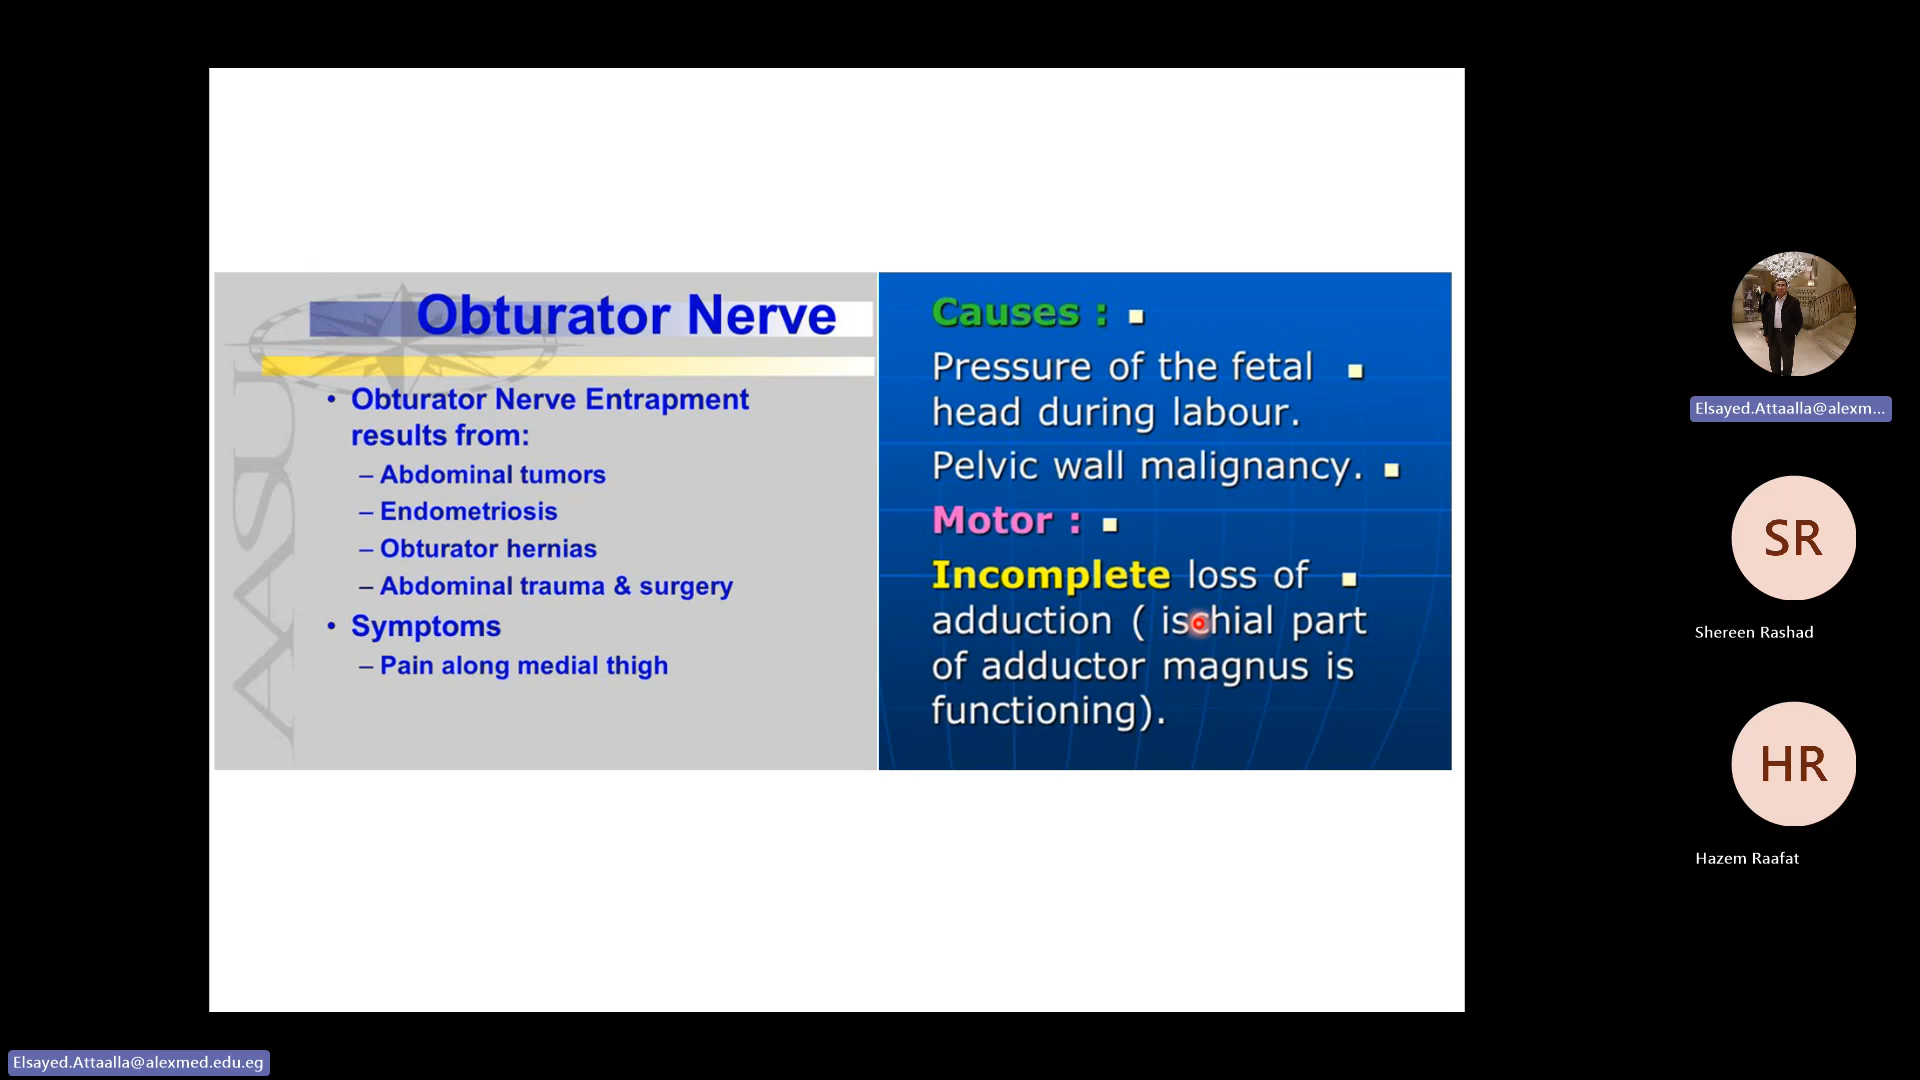 Obturator Nerve
AASU
• Obturator Nerve Entrapment
results from:
– Abdominal tumors
– Endometriosis
– Obturator hernias
– Abdominal trauma & surgery
• Symptoms
– Pain along medial thigh
Causes : ■
Pressure of the fetal ■
head during labour.
Pelvic wall malignancy. ■
Motor : ■
Incomplete loss of ■
adduction ( ischial part
of adductor magnus is
functioning).
Elsayed.Attaalla@alexm...
SR
Shereen Rashad
HR
Hazem Raafat
Elsayed.Attaalla@alexmed.edu.eg